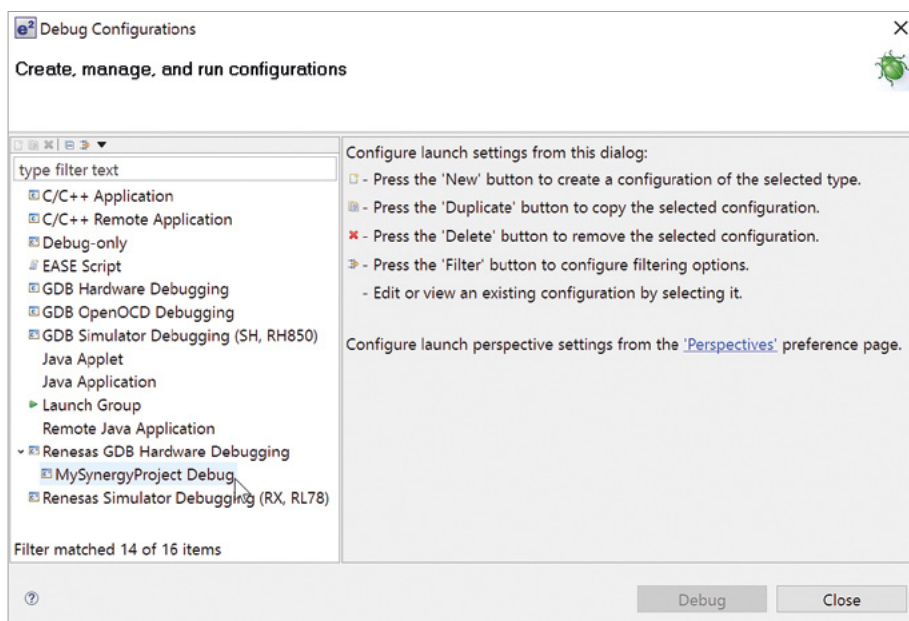 e² Debug Configurations
Create, manage, and run configurations
type filter text
C/C++ Application
C/C++ Remote Application
Debug-only
EASE Script
GDB Hardware Debugging
GDB OpenOCD Debugging
GDB Simulator Debugging (SH, RH850)
Java Applet
Java Application
Launch Group
Remote Java Application
Renesas GDB Hardware Debugging
MySynergyProject Debug
Renesas Simulator Debugging (RX, RL78)
Filter matched 14 of 16 items
Configure launch settings from this dialog:
- Press the 'New' button to create a configuration of the selected type.
- Press the 'Duplicate' button to copy the selected configuration.
- Press the 'Delete' button to remove the selected configuration.
- Press the 'Filter' button to configure filtering options.
- Edit or view an existing configuration by selecting it.
Configure launch perspective settings from the 'Perspectives' preference page.
?
Debug
Close